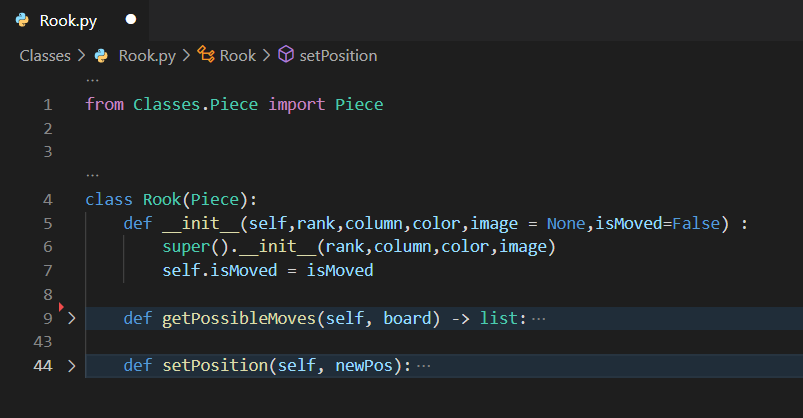 Rook.py
Classes > Rook.py > Rook > setPosition
...
1 from Classes.Piece import Piece
2
3
...
4 class Rook(Piece):
5 def __init__(self,rank,column,color,image = None,isMoved=False) :
6 super().__init__(rank,column,color,image)
7 self.isMoved = isMoved
8
9 > def getPossibleMoves(self, board) -> list:...
43
44 > def setPosition(self, newPos):...